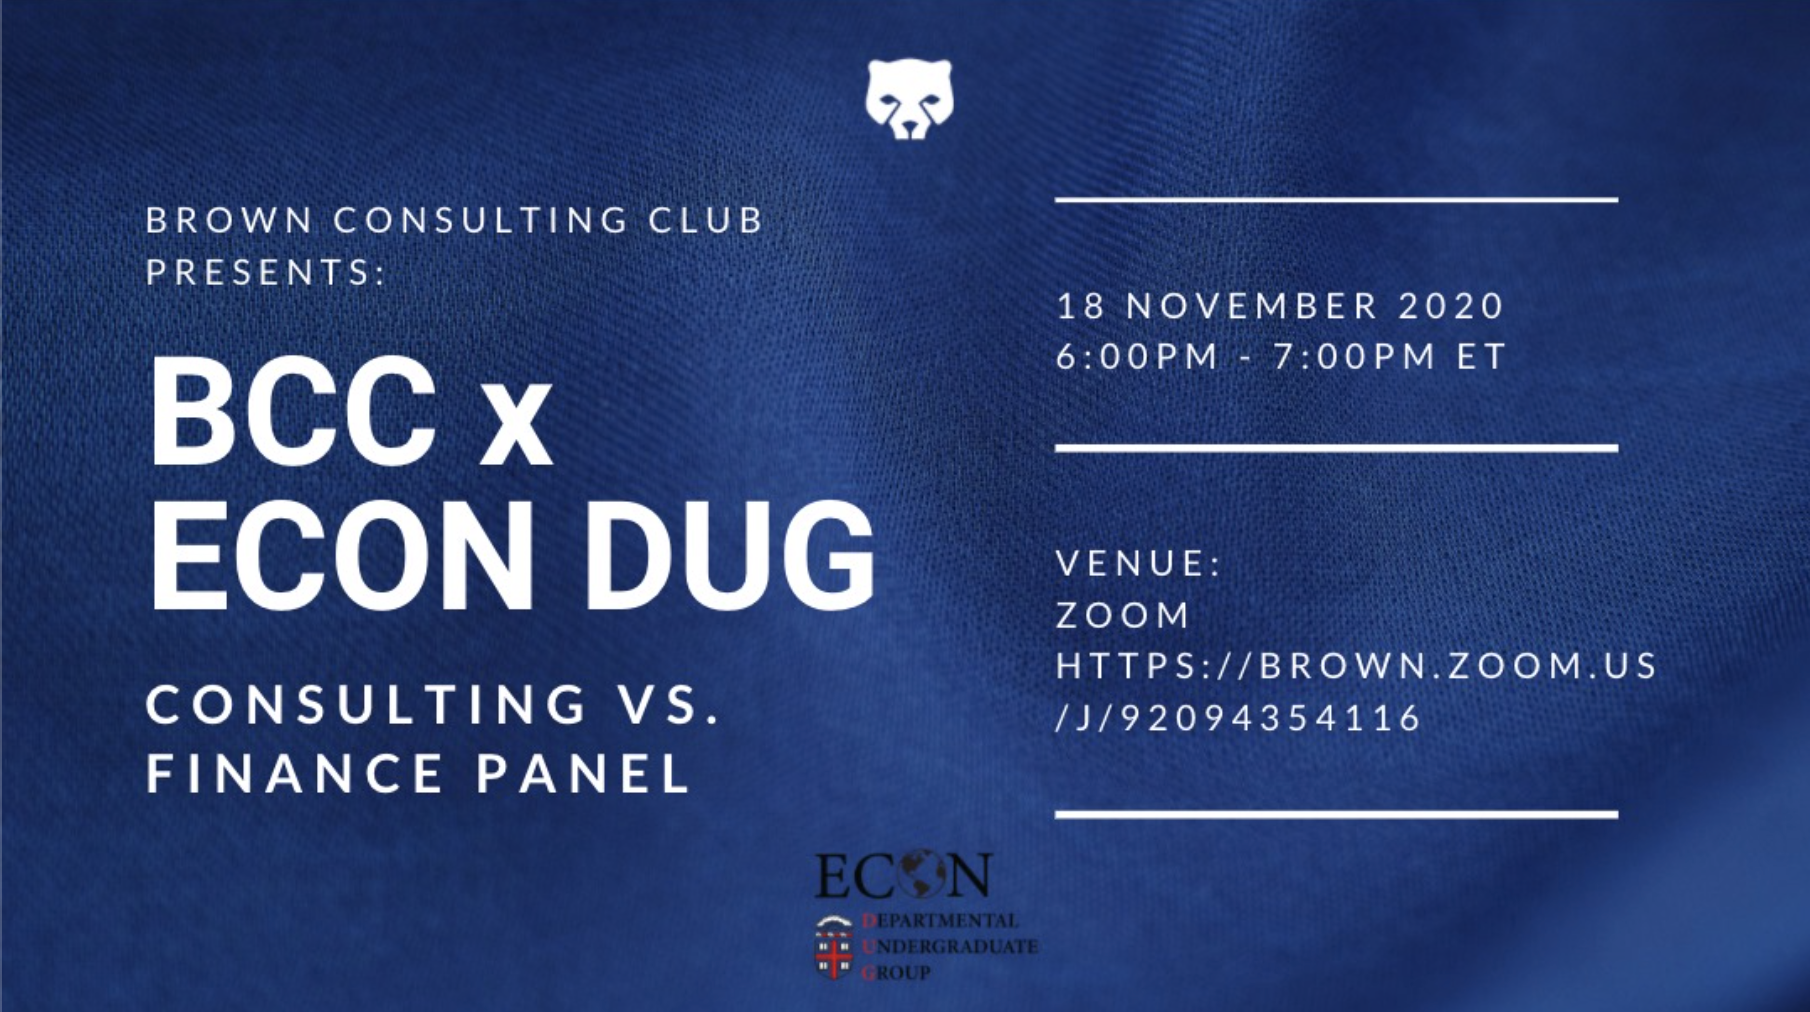 BROWN CONSULTING CLUB
PRESENTS:
BCC x
ECON DUG
CONSULTING VS.
FINANCE PANEL
18 NOVEMBER 2020
6:00PM - 7:00PM ET
VENUE:
ZOOM
HTTPS://BROWN.ZOOM.US
/J/92094354116
ECON
DEPARTMENTAL
UNDERGRADUATE
GROUP